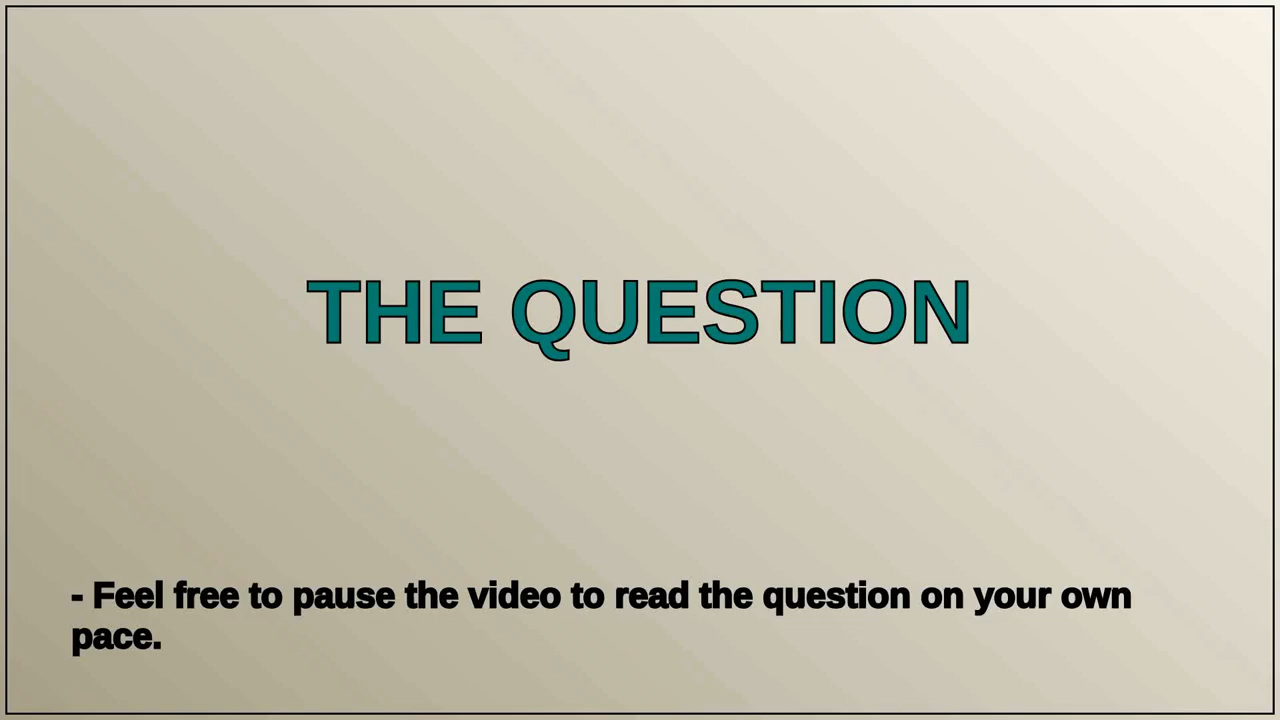 THE QUESTION
- Feel free to pause the video to read the question on your own
pace.